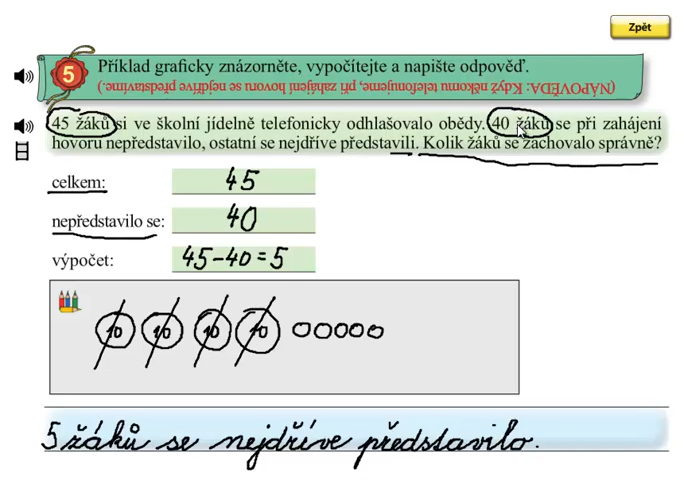 Zpět
5 Příklad graficky znázorněte, vypočítejte a napište odpověď.
(NÁPOVĚDA: Když někomu telefonujeme, při zahájení hovoru se nejdříve představíme.)
45 žáků si ve školní jídelně telefonicky odhlašovalo obědy. 40 žáků se při zahájení
hovoru nepředstavilo, ostatní se nejdříve představili. Kolik žáků se zachovalo správně?
celkem: 45
nepředstavilo se: 40
výpočet: 45-40=5
10 10 10 10
5 žáků se nejdříve představilo.